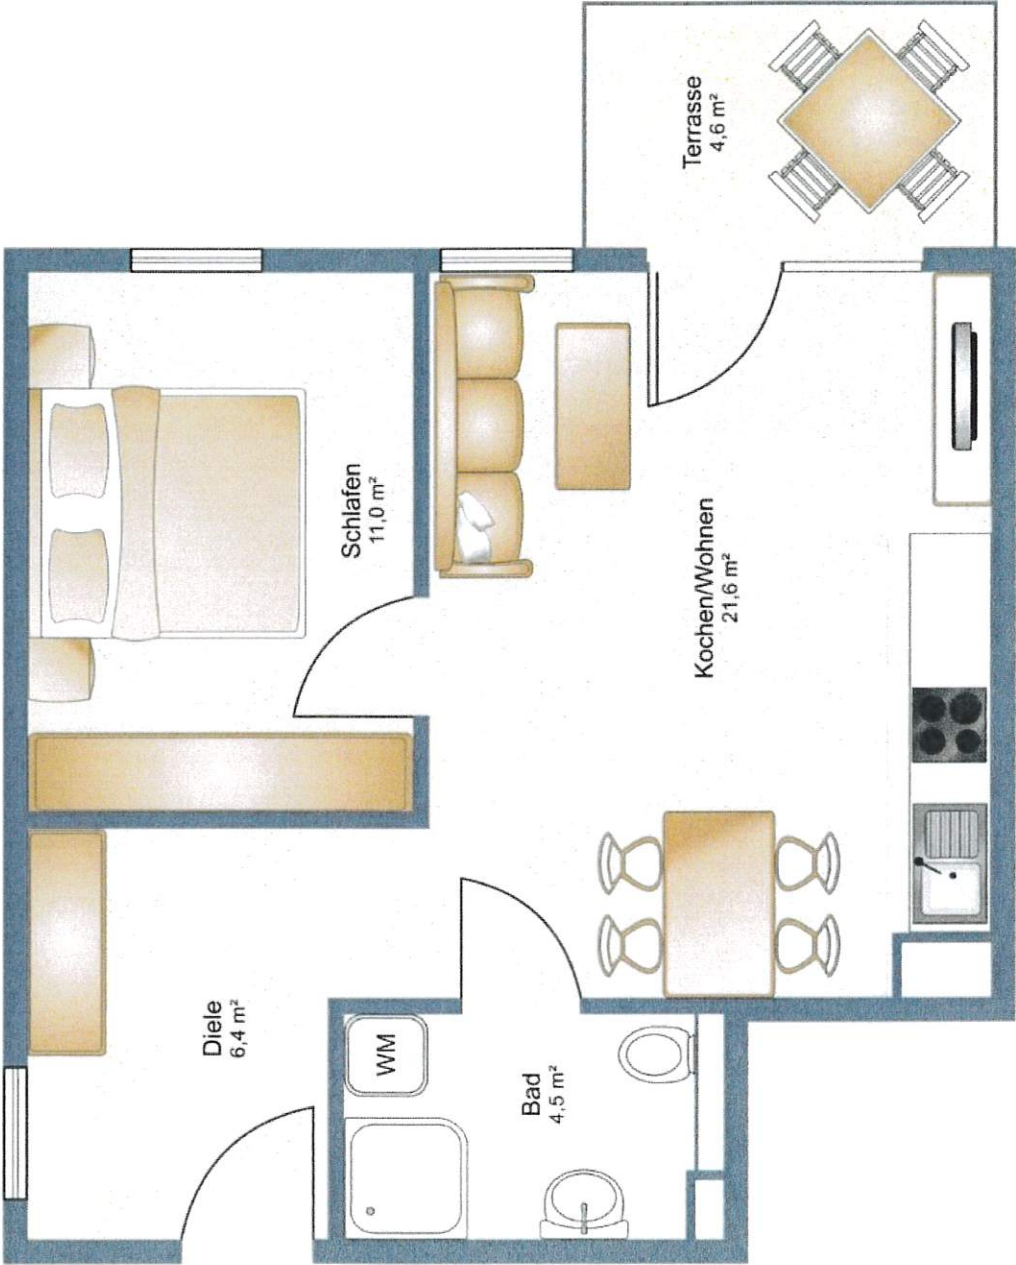 Terrasse
4,6 m²
Schlafen
11,0 m²
Kochen/Wohnen
21,6 m²
Diele
6,4 m²
WM
Bad
4,5 m²